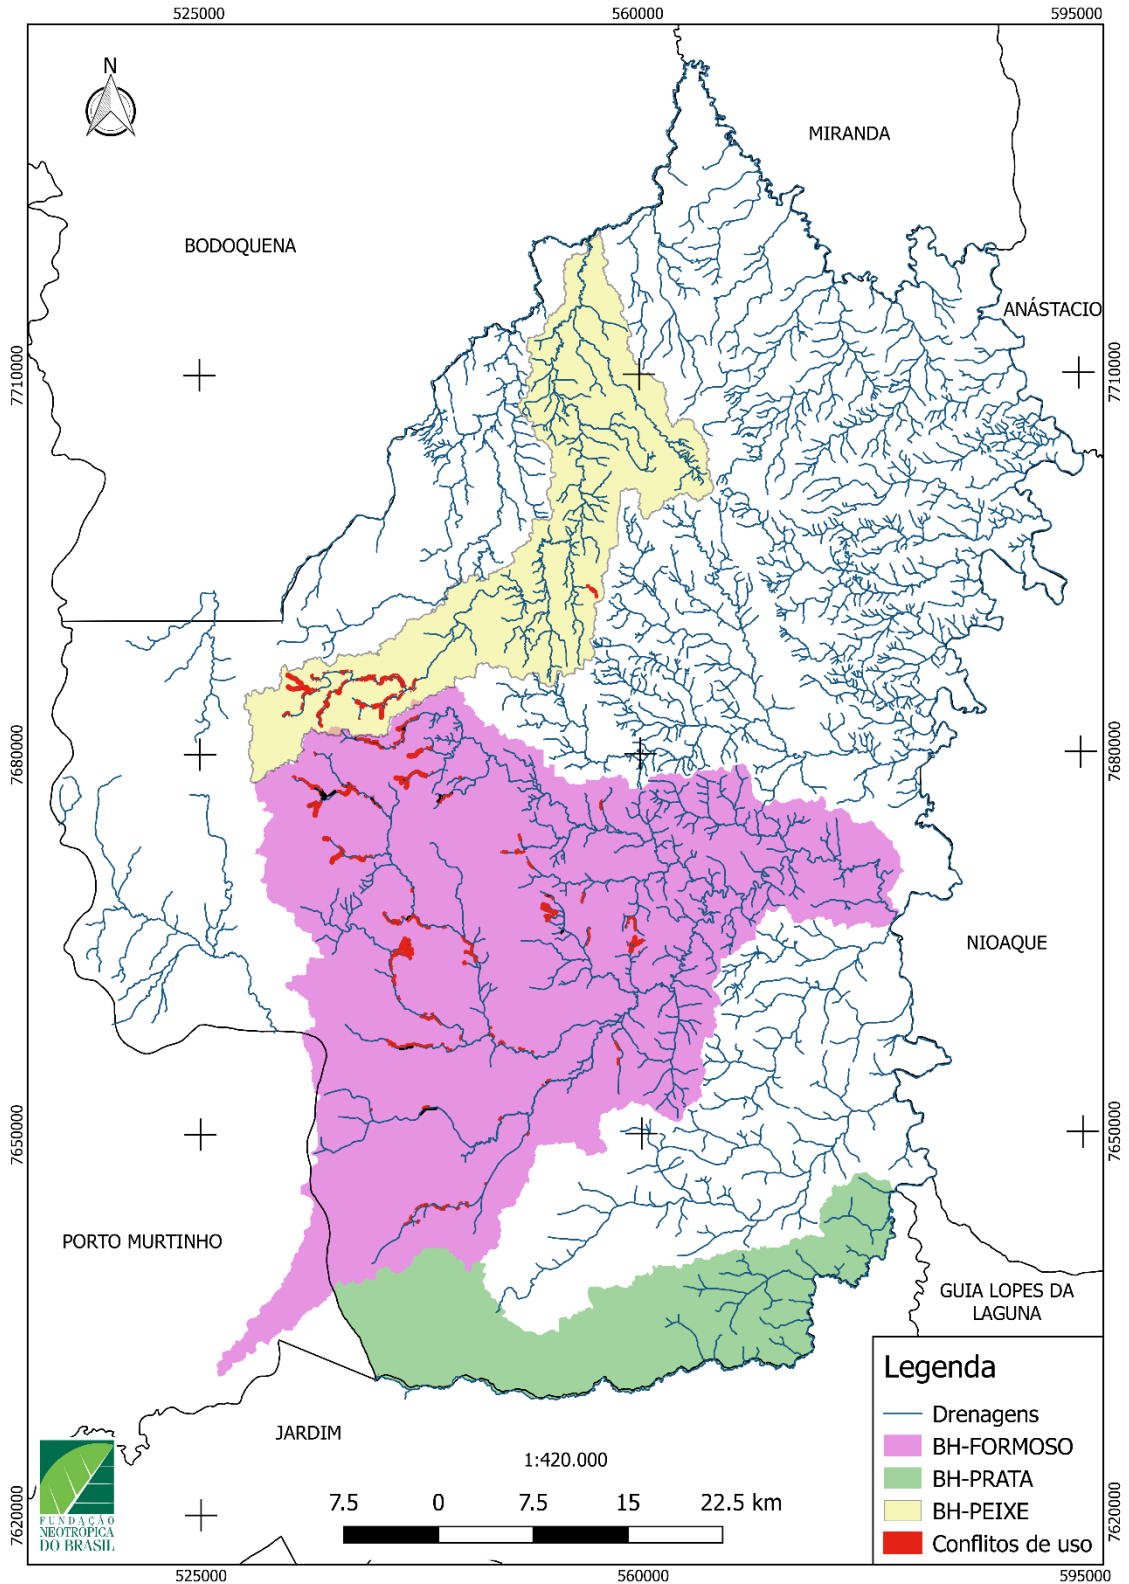 525000
560000
595000
N
MIRANDA
BODOQUENA
ANÁSTACIO
7710000
7710000
7680000
7680000
NIOAQUE
7650000
7650000
PORTO MURTINHO
GUIA LOPES DA
LAGUNA
JARDIM
Legenda
Drenagens
BH-FORMOSO
BH-PRATA
BH-PEIXE
Conflitos de uso
1:420.000
7.5 0 7.5 15 22.5 km
FUNDAÇÃO
NEOTRÓPICA
DO BRASIL
7620000
7620000
525000
560000
595000